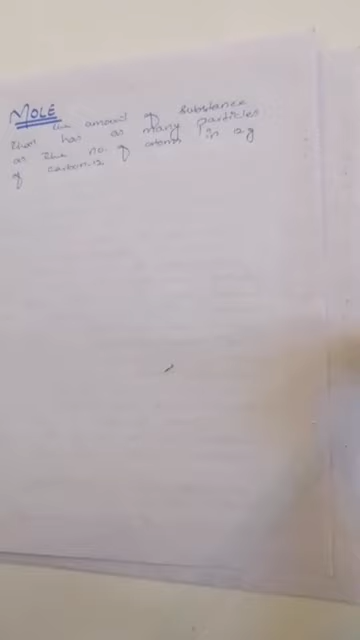 MOLE
the amount of substance
that has as many particles
as the no. of atoms in 12g
of carbon-12.